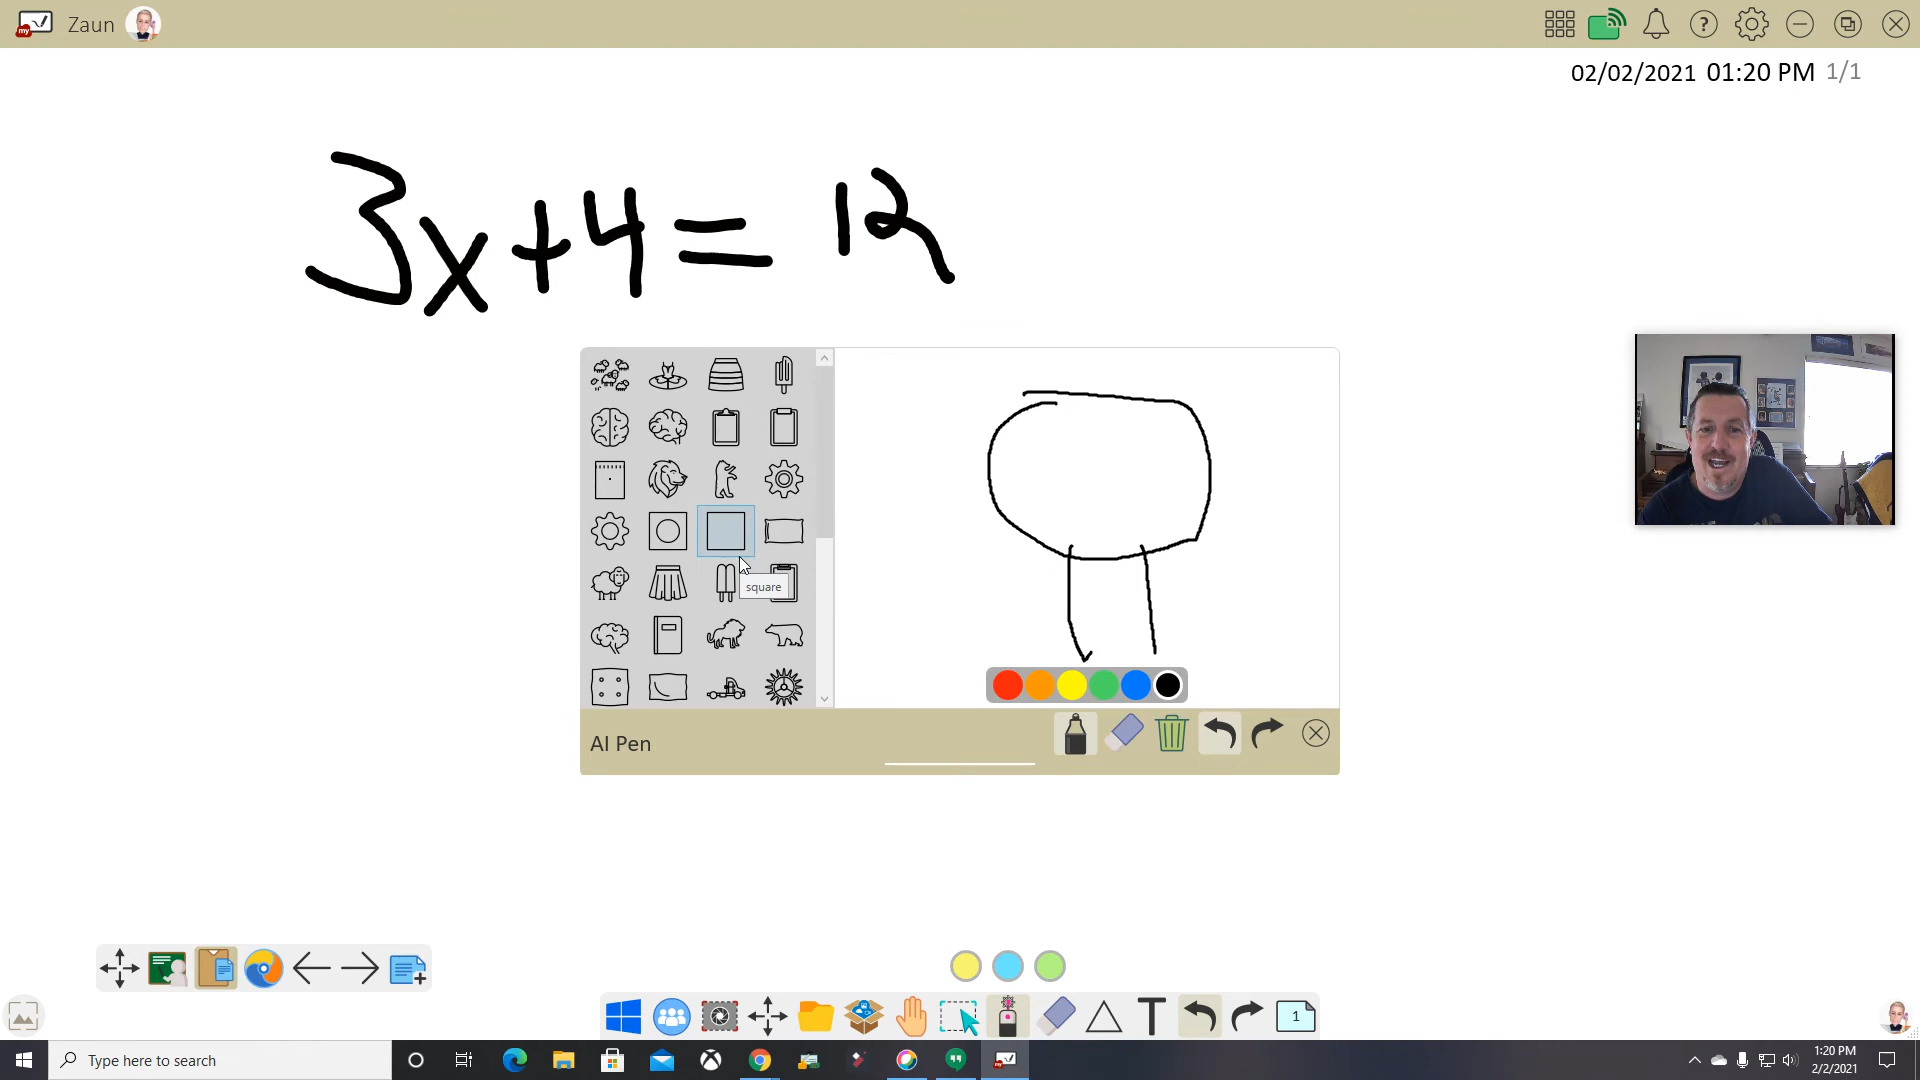 my Zaun
02/02/2021 01:20 PM 1/1
3x+4=12
square
AI Pen
1
Type here to search
1:20 PM
2/2/2021